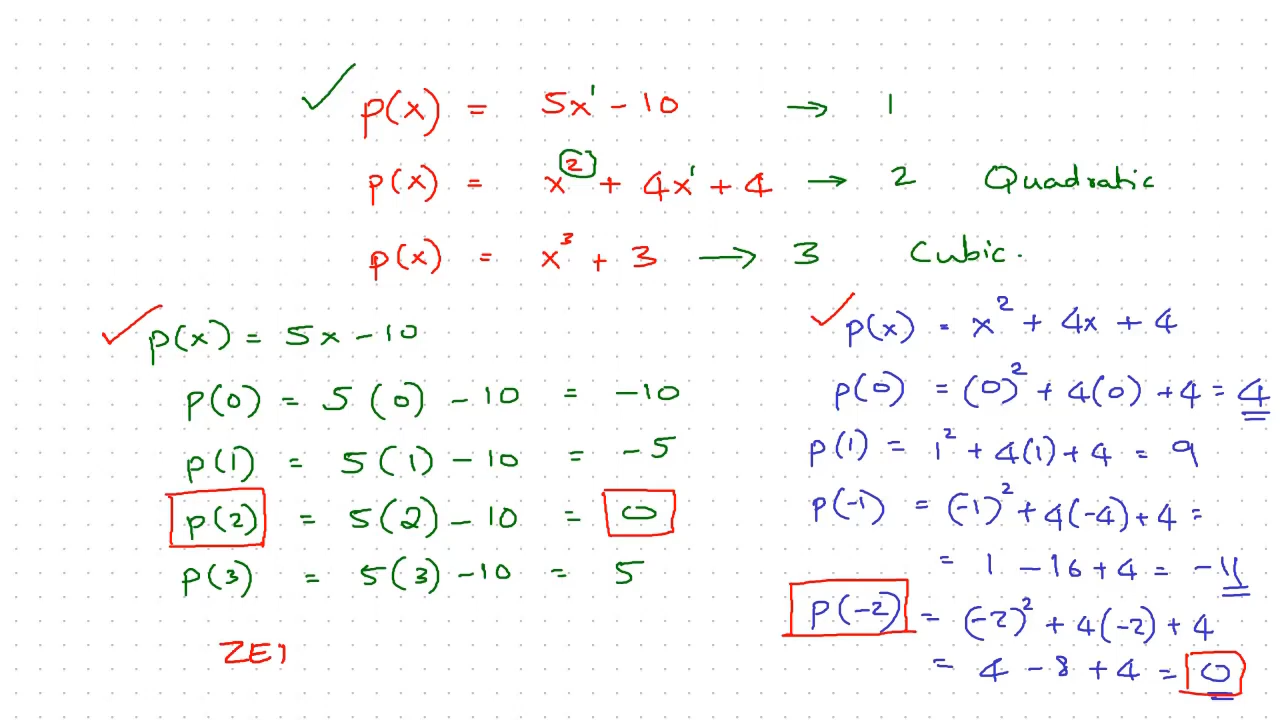 p(x) = 5x¹ - 10 → 1
p(x) = x² + 4x¹ + 4 → 2 Quadratic
p(x) = x³ + 3 → 3 Cubic.
p(x) = 5x - 10
p(0) = 5(0) - 10 = -10
p(1) = 5(1) - 10 = -5
p(2) = 5(2) - 10 = 0
p(3) = 5(3) - 10 = 5
ZE
p(x) = x² + 4x + 4
p(0) = (0)² + 4(0) + 4 = 4
p(1) = 1² + 4(1) + 4 = 9
p(-1) = (-1)² + 4(-4) + 4 =
= 1 - 16 + 4 = -11
p(-2) = (-2)² + 4(-2) + 4
= 4 - 8 + 4 = 0